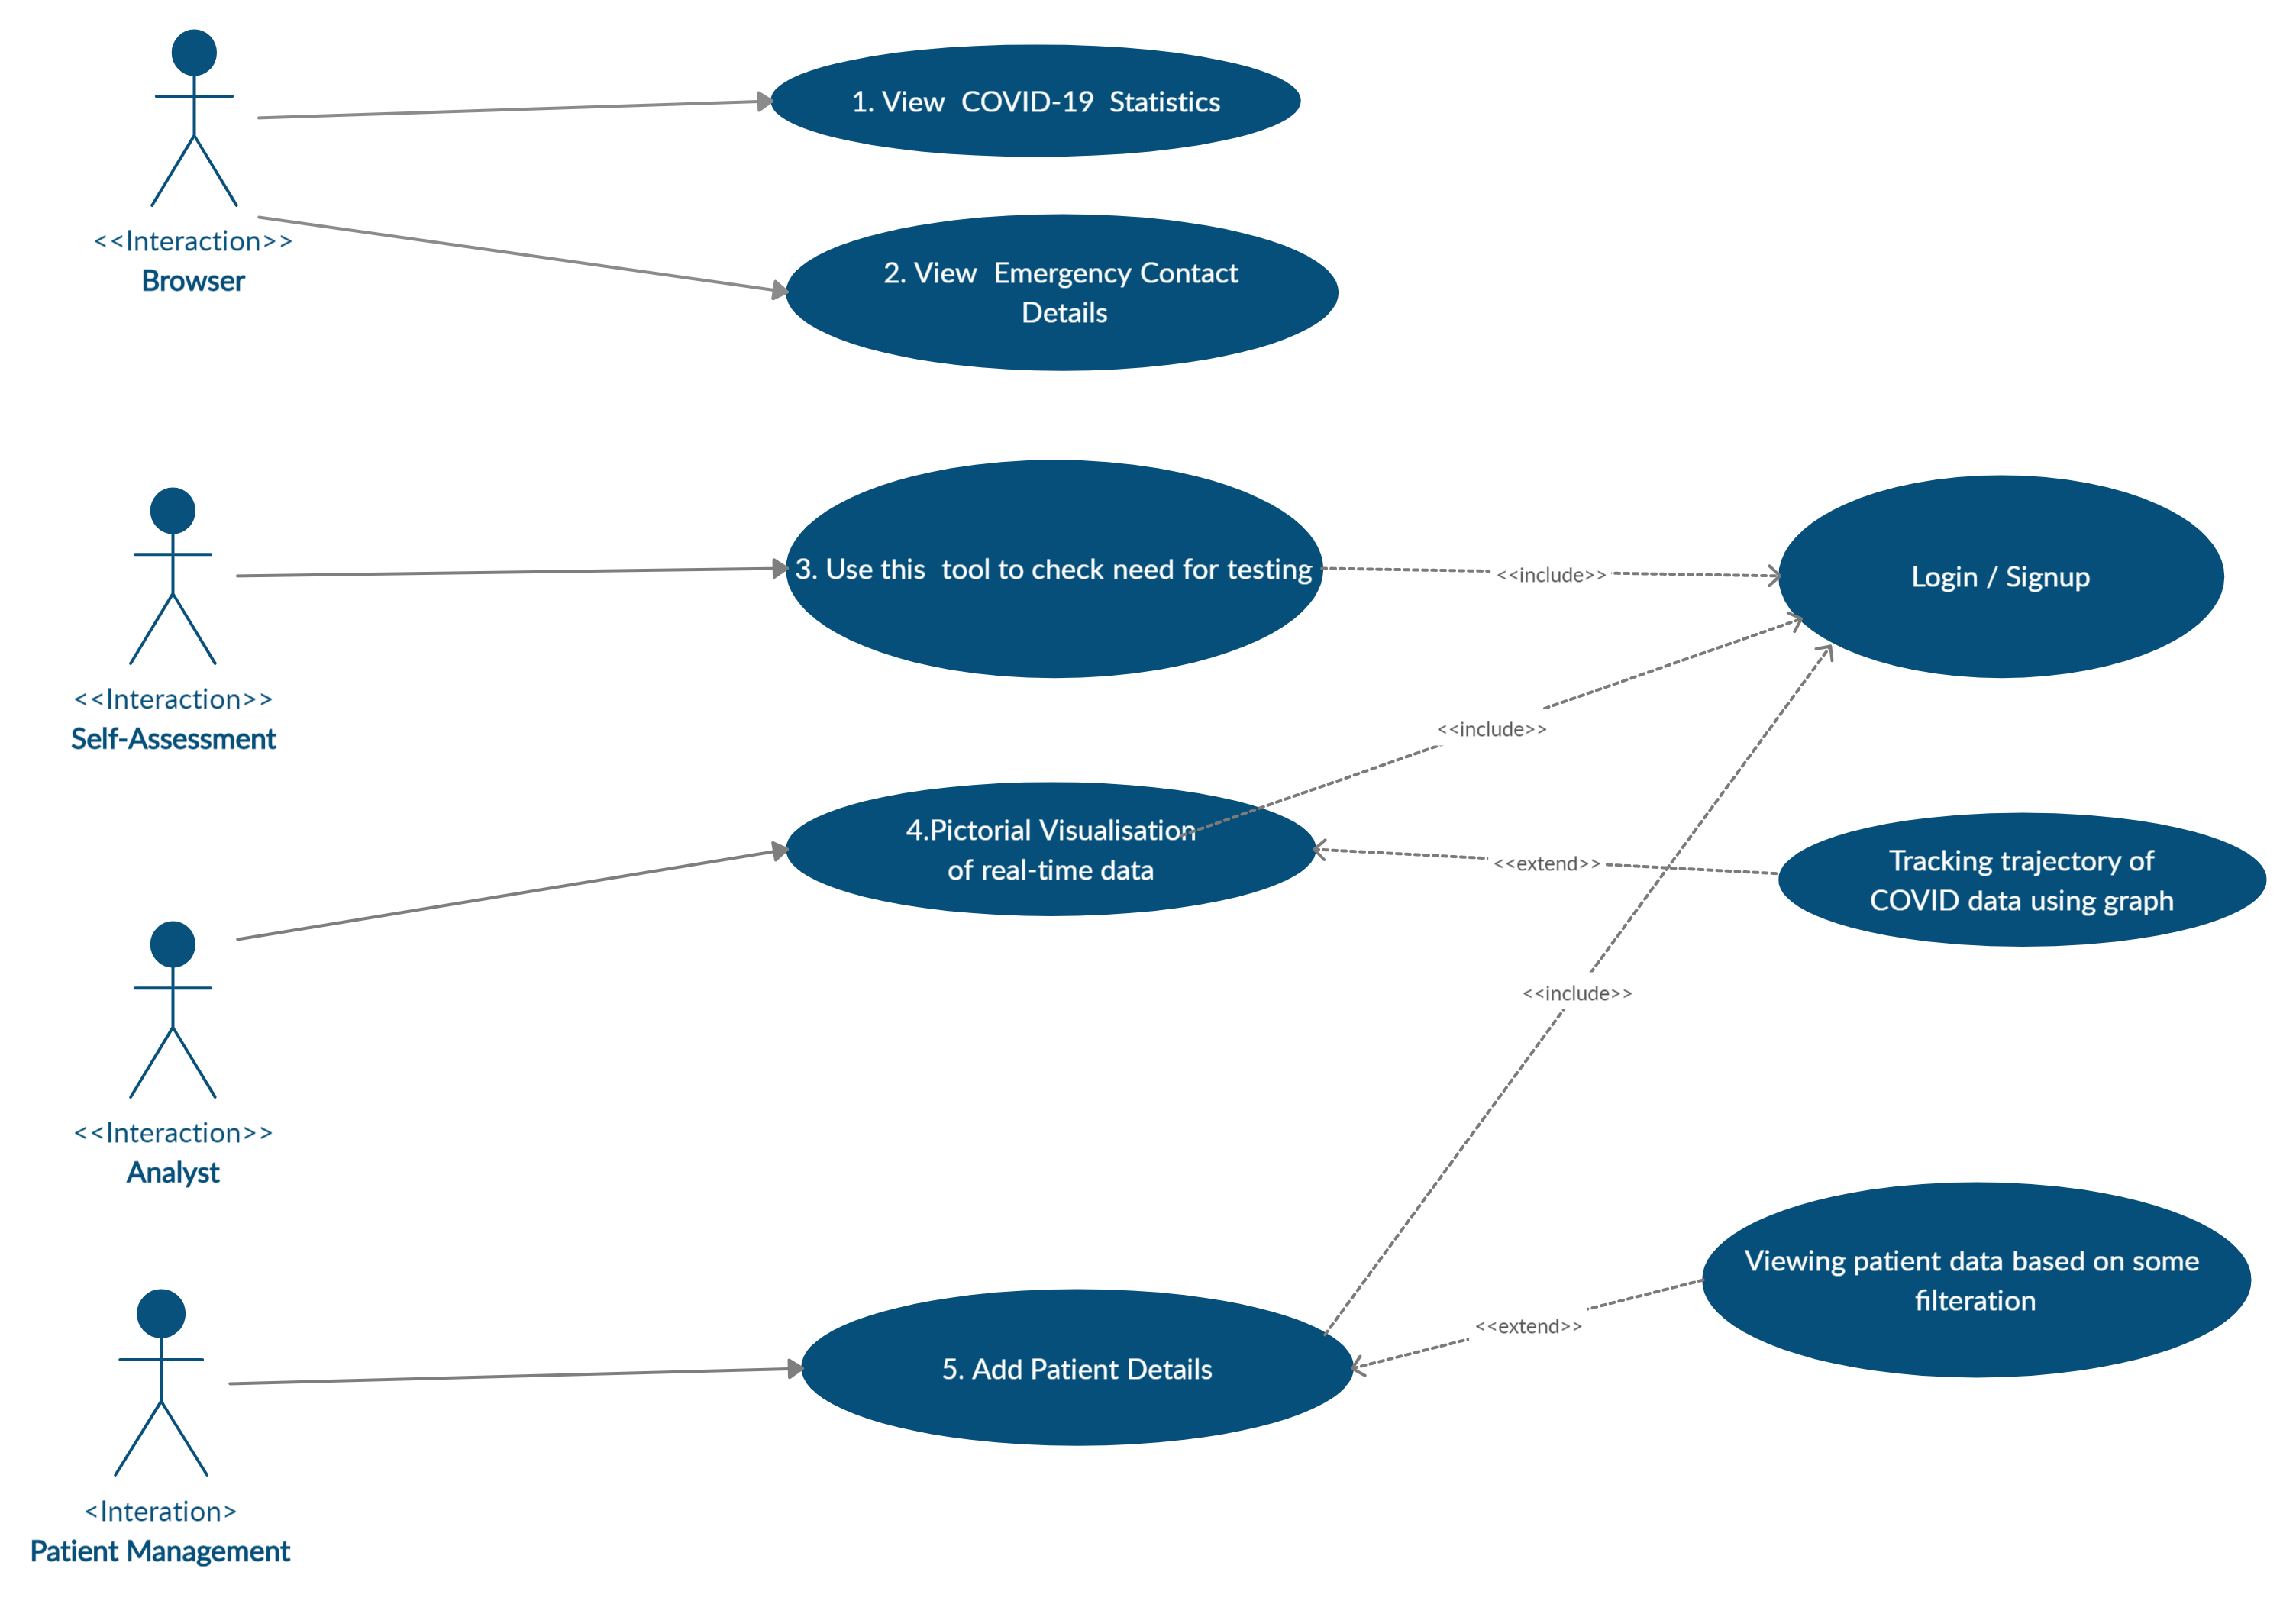 1. View  COVID-19  Statistics
<<Interaction>>
Browser
2. View  Emergency Contact
Details
3. Use this  tool to check need for testing
<<include>>
Login / Signup
<<Interaction>>
Self-Assessment
<<include>>
4.Pictorial Visualisation
of real-time data
<<extend>>
Tracking trajectory of
COVID data using graph
<<include>>
<<Interaction>>
Analyst
Viewing patient data based on some
filteration
<<extend>>
5. Add Patient Details
<Interation>
Patient Management